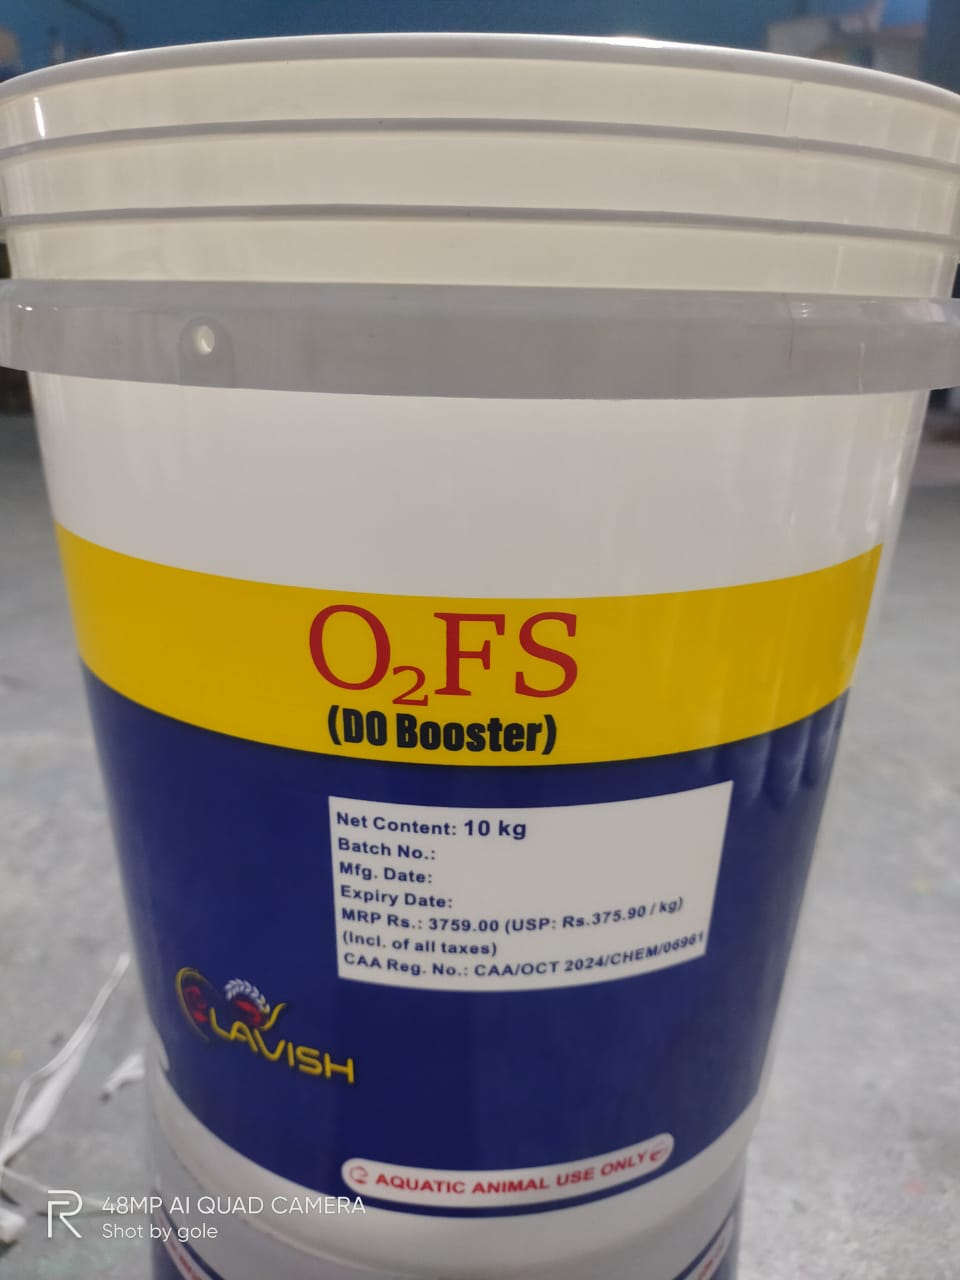 O₂FS
(DO Booster)
Net Content: 10 kg
Batch No.:
Mfg. Date:
Expiry Date:
MRP Rs.: 3759.00 (USP: Rs.375.90 / kg)
(Incl. of all taxes)
CAA Reg. No.: CAA/OCT 2024/CHEM/06961
LAVISH
AQUATIC ANIMAL USE ONLY
48MP AI QUAD CAMERA
Shot by gole